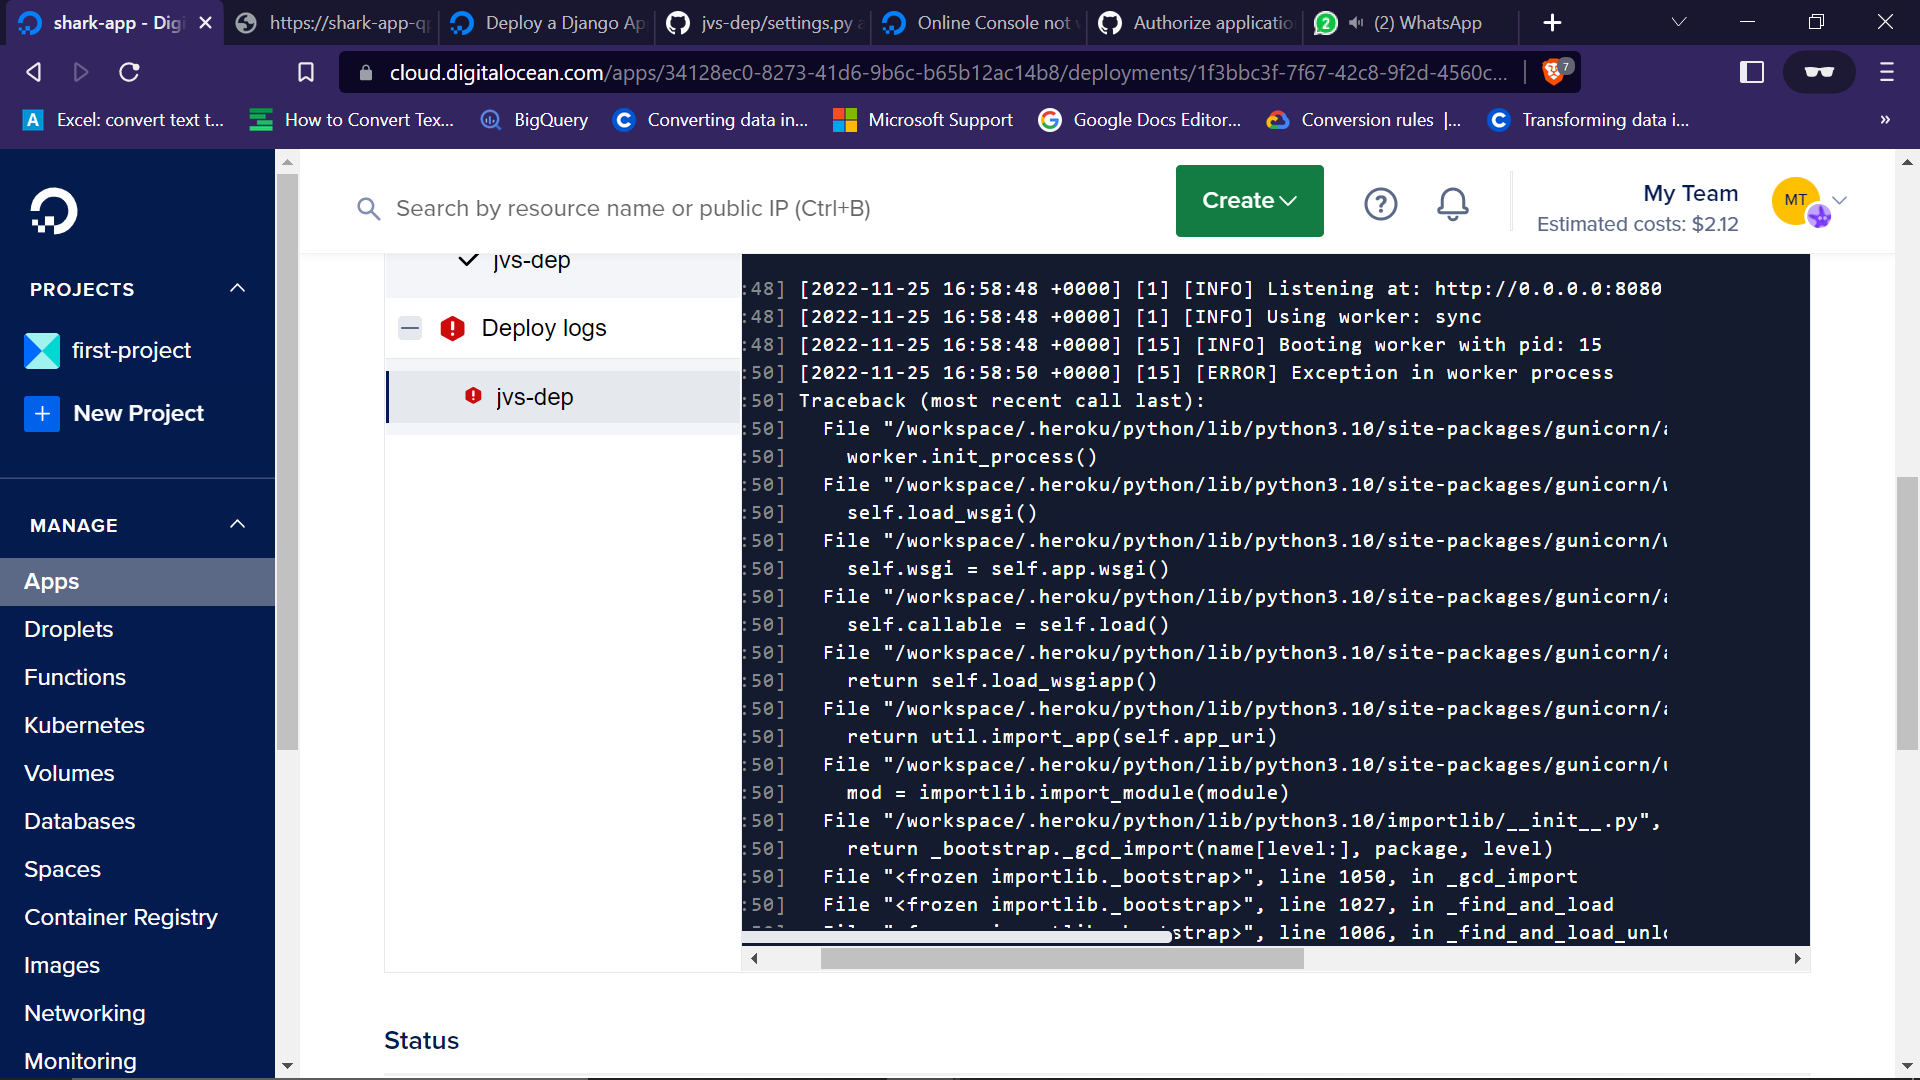 shark-app - Digi
https://shark-app-qp
Deploy a Django Ap
jvs-dep/settings.py a
Online Console not w
Authorize applicatio
2
(2) WhatsApp
cloud.digitalocean.com/apps/34128ec0-8273-41d6-9b6c-b65b12ac14b8/deployments/1f3bbc3f-7f67-42c8-9f2d-4560c...
7
A
Excel: convert text t...
How to Convert Tex...
BigQuery
Converting data in...
Microsoft Support
Google Docs Editor...
Conversion rules |...
Transforming data i...
»
Search by resource name or public IP (Ctrl+B)
Create
My Team
Estimated costs: $2.12
MT
PROJECTS
first-project
New Project
MANAGE
Apps
Droplets
Functions
Kubernetes
Volumes
Databases
Spaces
Container Registry
Images
Networking
Monitoring
jvs-dep
Deploy logs
jvs-dep
:48] [2022-11-25 16:58:48 +0000] [1] [INFO] Listening at: http://0.0.0.0:8080
:48] [2022-11-25 16:58:48 +0000] [1] [INFO] Using worker: sync
:48] [2022-11-25 16:58:48 +0000] [15] [INFO] Booting worker with pid: 15
:50] [2022-11-25 16:58:50 +0000] [15] [ERROR] Exception in worker process
:50] Traceback (most recent call last):
:50] File "/workspace/.heroku/python/lib/python3.10/site-packages/gunicorn/a
:50] worker.init_process()
:50] File "/workspace/.heroku/python/lib/python3.10/site-packages/gunicorn/w
:50] self.load_wsgi()
:50] File "/workspace/.heroku/python/lib/python3.10/site-packages/gunicorn/w
:50] self.wsgi = self.app.wsgi()
:50] File "/workspace/.heroku/python/lib/python3.10/site-packages/gunicorn/a
:50] self.callable = self.load()
:50] File "/workspace/.heroku/python/lib/python3.10/site-packages/gunicorn/a
:50] return self.load_wsgiapp()
:50] File "/workspace/.heroku/python/lib/python3.10/site-packages/gunicorn/a
:50] return util.import_app(self.app_uri)
:50] File "/workspace/.heroku/python/lib/python3.10/site-packages/gunicorn/u
:50] mod = importlib.import_module(module)
:50] File "/workspace/.heroku/python/lib/python3.10/importlib/__init__.py",
:50] return _bootstrap._gcd_import(name[level:], package, level)
:50] File "<frozen importlib._bootstrap>", line 1050, in _gcd_import
:50] File "<frozen importlib._bootstrap>", line 1027, in _find_and_load
strap>", line 1006, in _find_and_load_unlo
Status